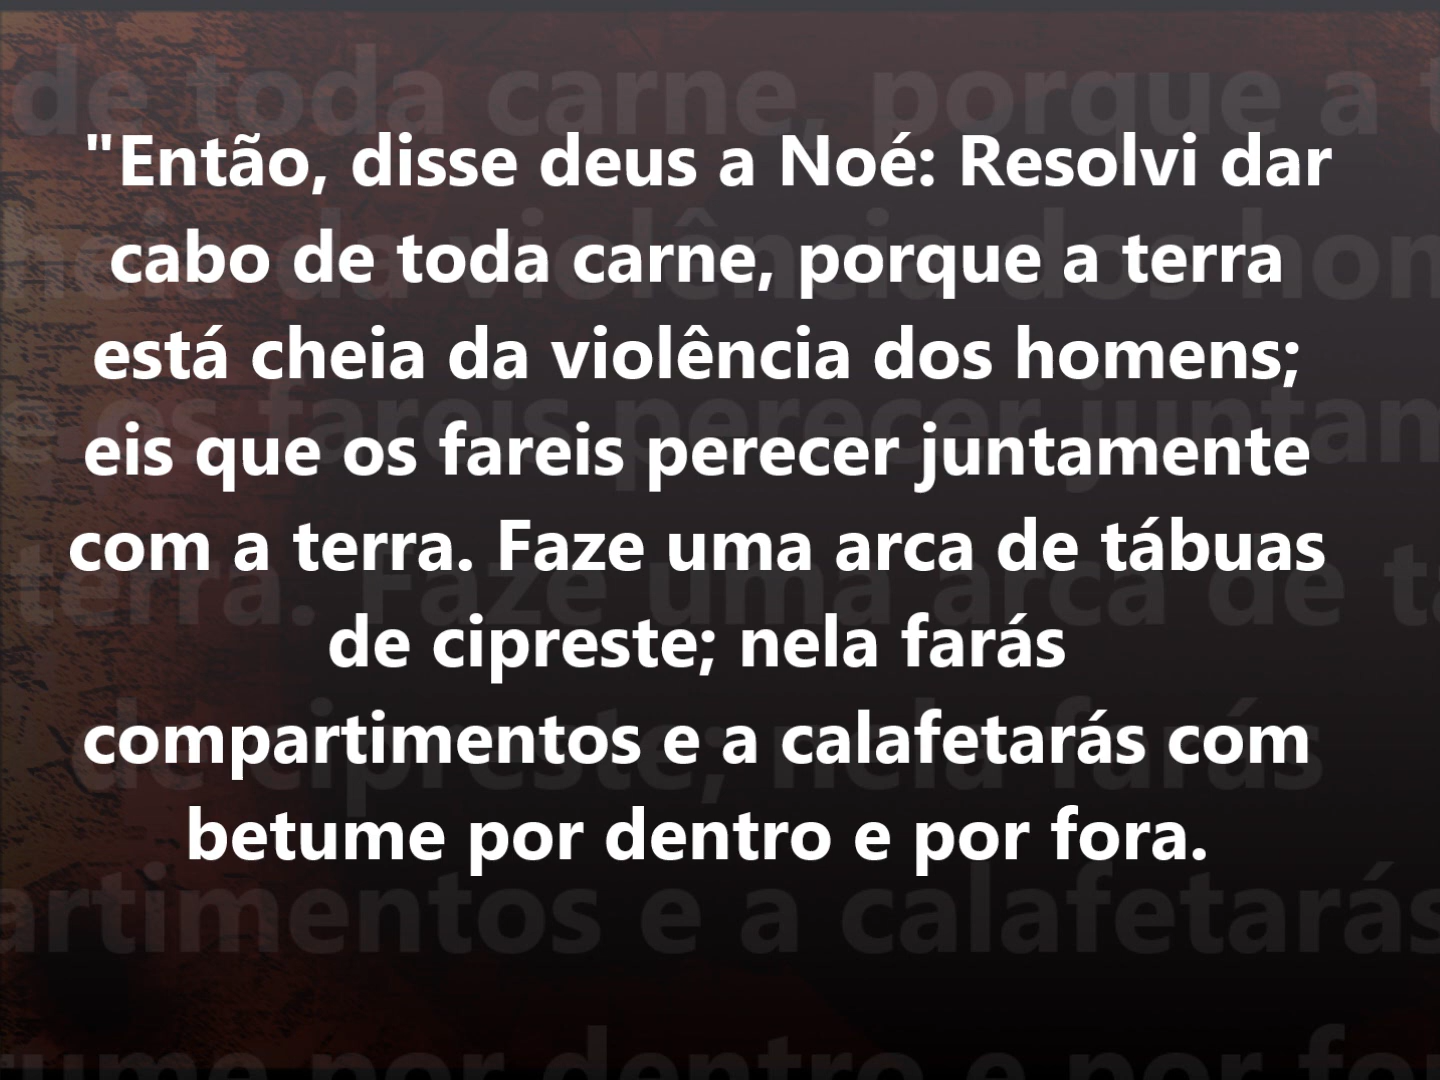 "Então, disse deus a Noé: Resolvi dar
cabo de toda carne, porque a terra
está cheia da violência dos homens;
eis que os fareis perecer juntamente
com a terra. Faze uma arca de tábuas
de cipreste; nela farás
compartimentos e a calafetarás com
betume por dentro e por fora.